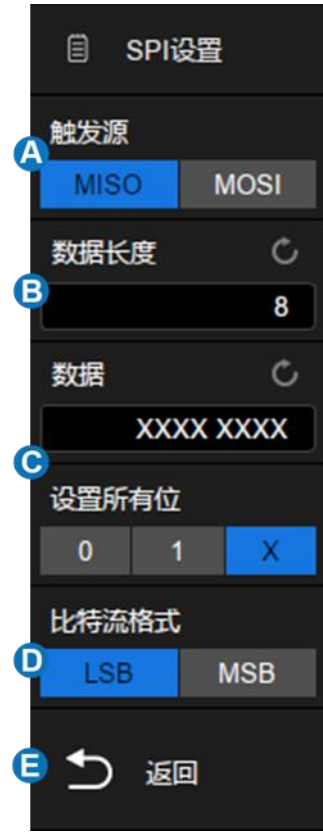 SPI设置
触发源
A
MISO MOSI
数据长度
B
8
数据
XXXX XXXX
C
设置所有位
0 1 X
比特流格式
D
LSB MSB
E
返回